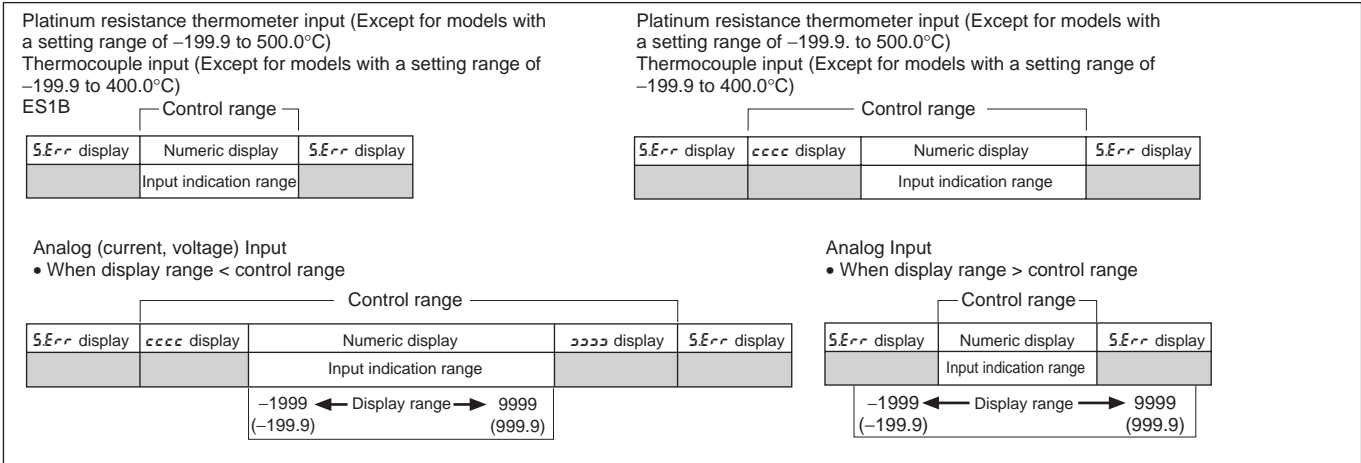 Platinum resistance thermometer input (Except for models with
a setting range of –199.9 to 500.0°C)
Thermocouple input (Except for models with a setting range of
–199.9 to 400.0°C)
ES1B
Control range
S.Err display Numeric display S.Err display
Input indication range
Platinum resistance thermometer input (Except for models with
a setting range of –199.9. to 500.0°C)
Thermocouple input (Except for models with a setting range of
–199.9 to 400.0°C)
Control range
S.Err display cccc display Numeric display S.Err display
Input indication range
Analog (current, voltage) Input
• When display range < control range
Control range
S.Err display cccc display Numeric display ↄↄↄↄ display S.Err display
Input indication range
–1999 Display range 9999
(–199.9) (999.9)
Analog Input
• When display range > control range
Control range
S.Err display Numeric display S.Err display
Input indication range
–1999 Display range 9999
(–199.9) (999.9)